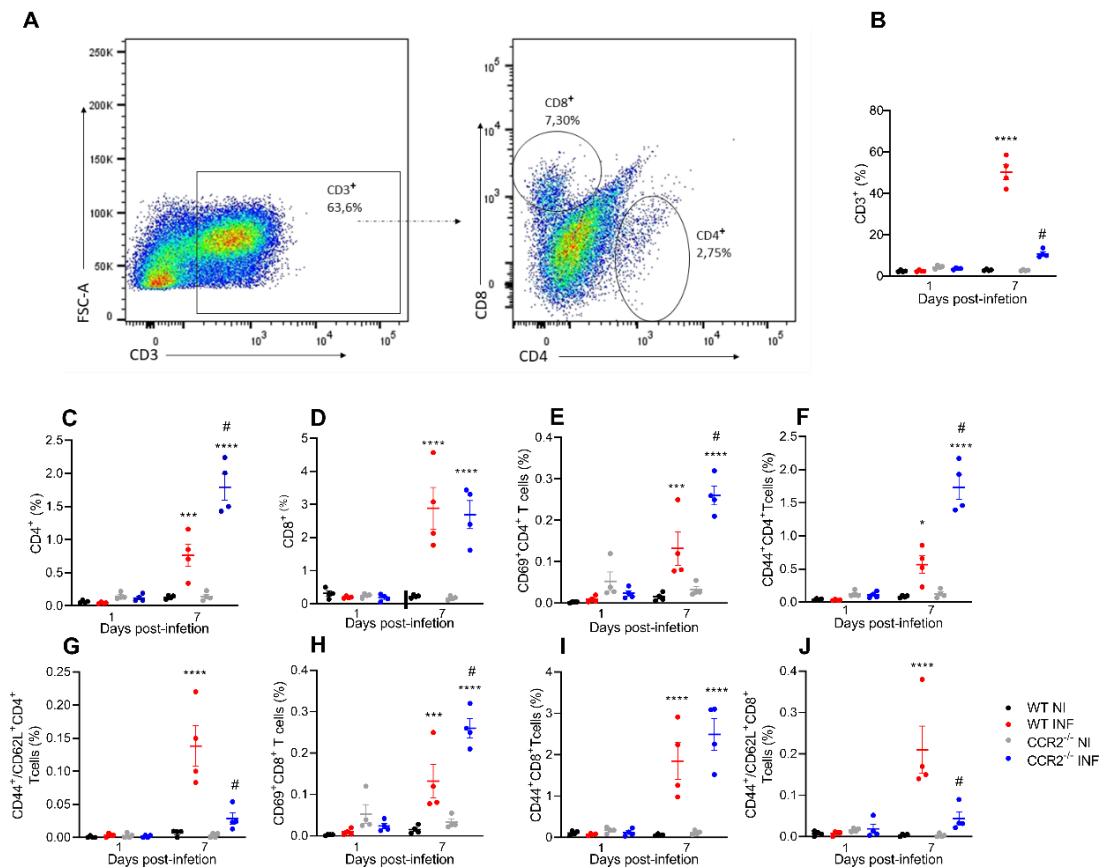 A
250K
200K
150K
100K
50K
0
FSC-A
CD3⁺
63,6%
0
10³
10⁴
10⁵
CD3
10⁵
10⁴
10³
0
CD8
CD8⁺
7,30%
CD4⁺
2,75%
0
10³
10⁴
10⁵
CD4
B
80
60
40
20
0
CD3⁺ (%)
****
#
1
7
Days post-infetion
C
2.5
2.0
1.5
1.0
0.5
0.0
CD4⁺ (%)
***
#
****
1
7
Days post-infetion
D
5
4
3
2
1
0
CD8⁺ (%)
****
****
1
7
Days post-infetion
E
0.4
0.3
0.2
0.1
0.0
CD69⁺CD4⁺ T cells (%)
***
#
****
1
7
Days post-infetion
F
2.5
2.0
1.5
1.0
0.5
0.0
CD44⁺CD4⁺Tcells (%)
*
#
****
1
7
Days post-infetion
G
0.25
0.20
0.15
0.10
0.05
0.00
CD44⁺/CD62L⁺CD4⁺
Tcells (%)
****
#
1
7
Days post-infetion
H
0.4
0.3
0.2
0.1
0.0
CD69⁺CD8⁺ T cells (%)
***
#
****
1
7
Days post-infetion
I
4
3
2
1
0
CD44⁺CD8⁺Tcells (%)
****
****
1
7
Days post-infetion
J
0.4
0.3
0.2
0.1
0.0
CD44⁺/CD62L⁺CD8⁺
Tcells (%)
****
#
1
7
Days post-infetion
WT NI
WT INF
CCR2⁻/⁻ NI
CCR2⁻/⁻ INF